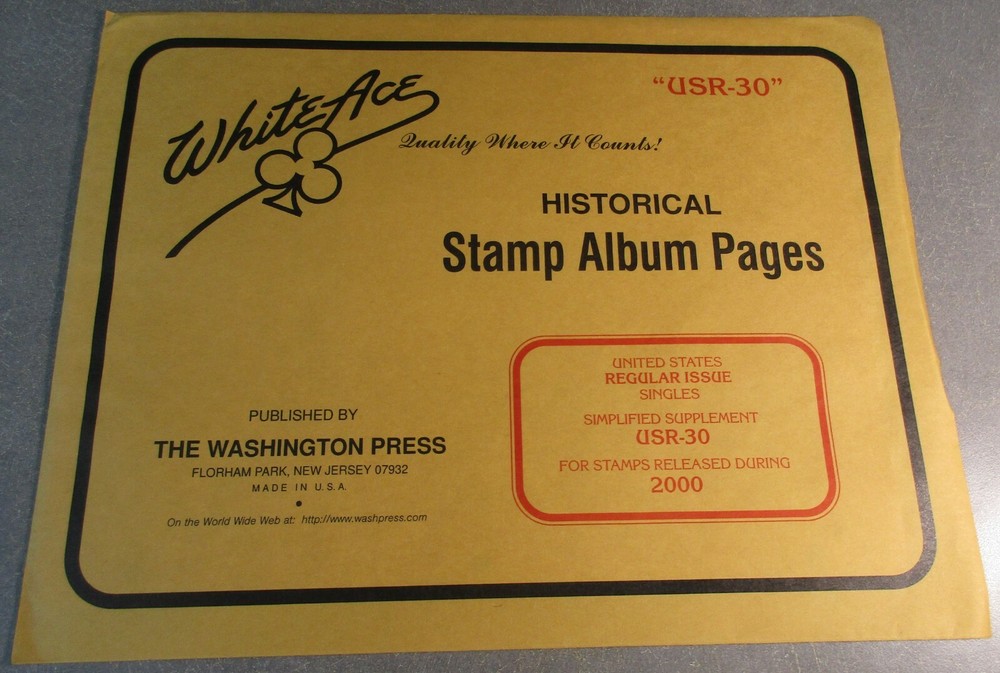 White Ace
"USR-30"
Quality Where It Counts!
HISTORICAL
Stamp Album Pages
UNITED STATES
REGULAR ISSUE
SINGLES
SIMPLIFIED SUPPLEMENT
USR-30
FOR STAMPS RELEASED DURING
2000
PUBLISHED BY
THE WASHINGTON PRESS
FLORHAM PARK, NEW JERSEY 07932
MADE IN U.S.A.
On the World Wide Web at: http://www.washpress.com